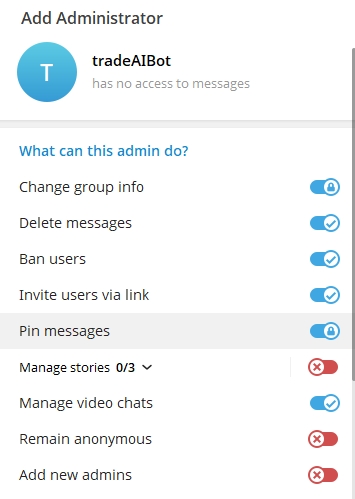 Add Administrator
T
tradeAIBot
has no access to messages
What can this admin do?
Change group info
Delete messages
Ban users
Invite users via link
Pin messages
Manage stories 0/3
Manage video chats
Remain anonymous
Add new admins